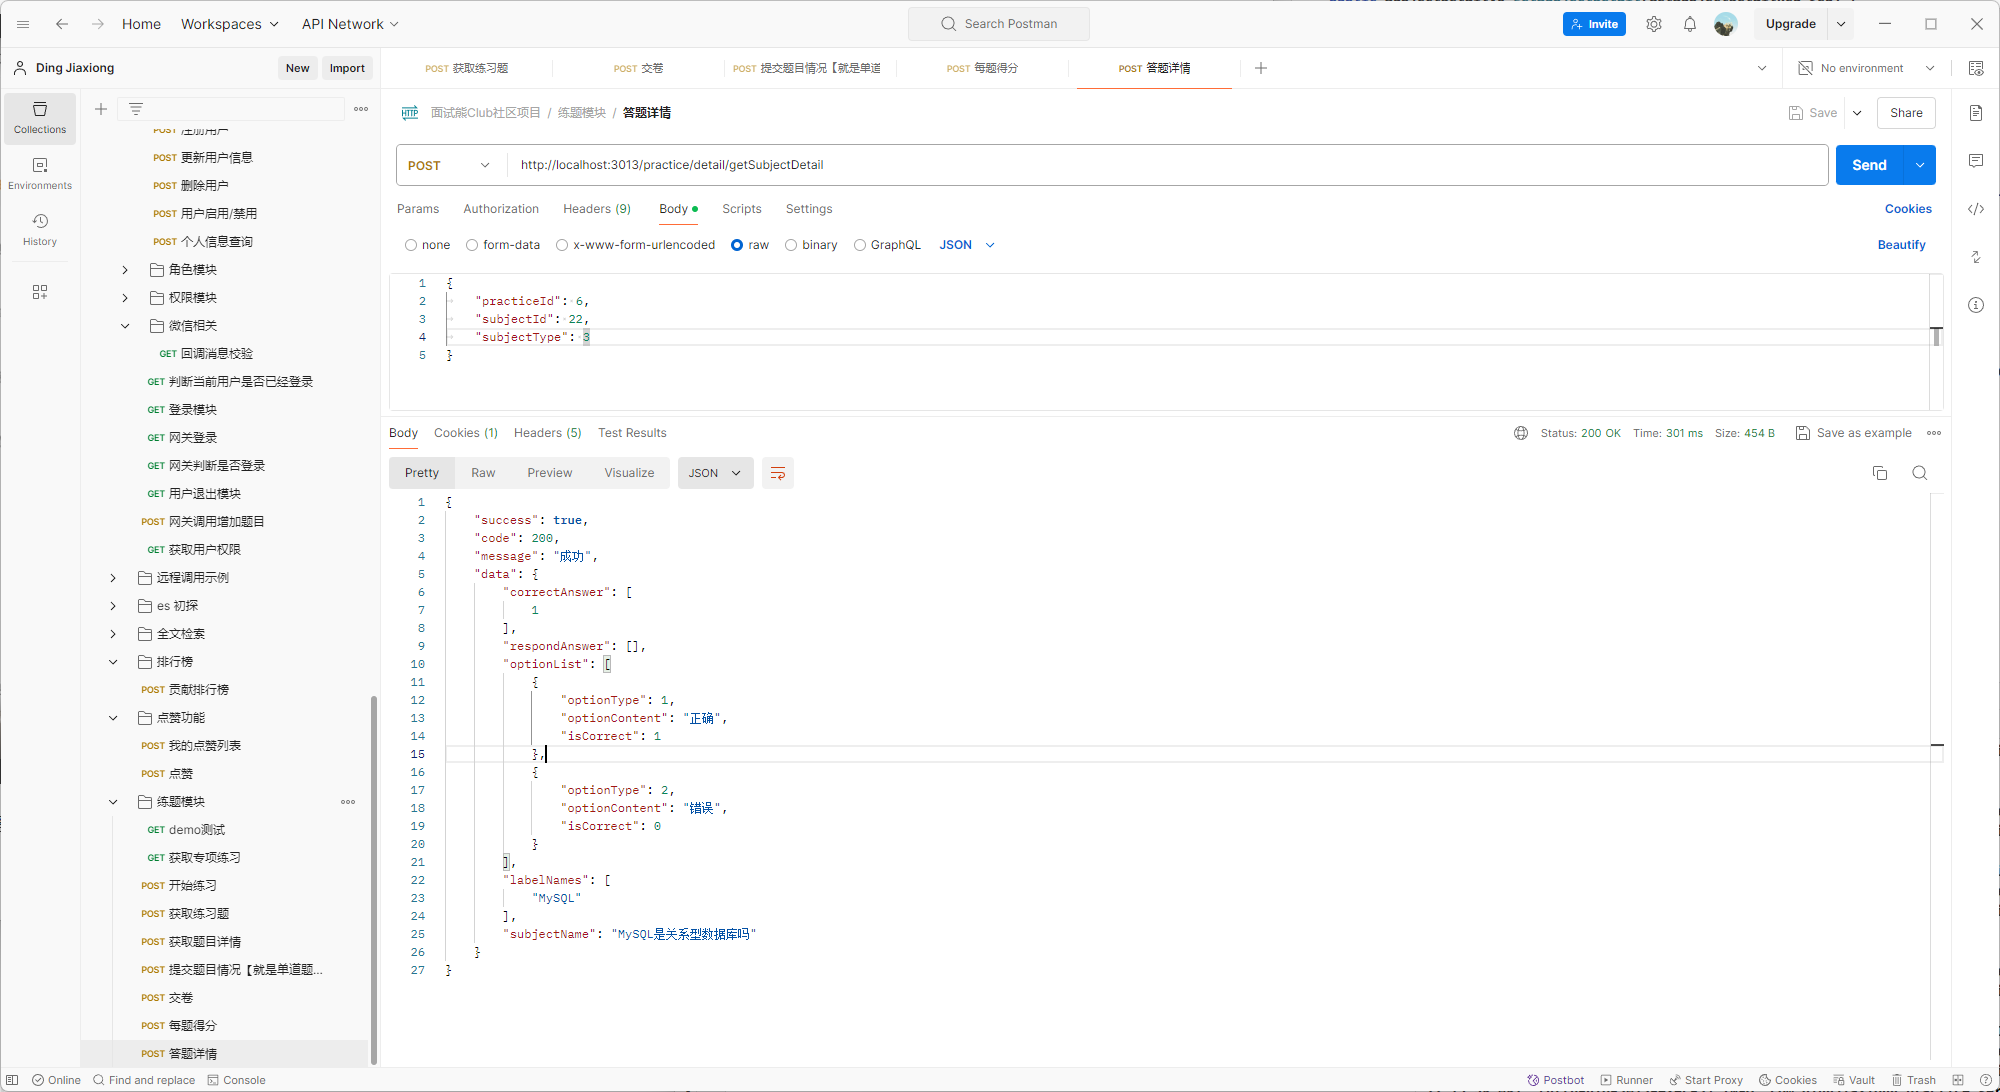 Home Workspaces API Network Search Postman Invite Upgrade
Ding Jiaxiong New Import
POST 获取练习题 POST 交卷 POST 提交题目情况【就是单道 POST 每题得分 POST 答题详情 No environment
Collections
Environments
History
POST 注册用户
POST 更新用户信息
POST 删除用户
POST 用户启用/禁用
POST 个人信息查询
角色模块
权限模块
微信相关
GET 回调消息校验
GET 判断当前用户是否已经登录
GET 登录模块
GET 网关登录
GET 网关判断是否登录
GET 用户退出模块
POST 网关调用增加题目
GET 获取用户权限
远程调用示例
es 初探
全文检索
排行榜
POST 贡献排行榜
点赞功能
POST 我的点赞列表
POST 点赞
练题模块
GET demo测试
GET 获取专项练习
POST 开始练习
POST 获取练习题
POST 获取题目详情
POST 提交题目情况【就是单道题...
POST 交卷
POST 每题得分
POST 答题详情
HTTP 面试熊Club社区项目 / 练题模块 / 答题详情 Save Share
POST http://localhost:3013/practice/detail/getSubjectDetail Send
Params Authorization Headers (9) Body Scripts Settings Cookies
none form-data x-www-form-urlencoded raw binary GraphQL JSON Beautify
1 {
2 "practiceId": 6,
3 "subjectId": 22,
4 "subjectType": 3
5 }
Body Cookies (1) Headers (5) Test Results Status: 200 OK Time: 301 ms Size: 454 B Save as example
Pretty Raw Preview Visualize JSON
1 {
2 "success": true,
3 "code": 200,
4 "message": "成功",
5 "data": {
6 "correctAnswer": [
7 1
8 ],
9 "respondAnswer": [],
10 "optionList": [
11 {
12 "optionType": 1,
13 "optionContent": "正确",
14 "isCorrect": 1
15 },
16 {
17 "optionType": 2,
18 "optionContent": "错误",
19 "isCorrect": 0
20 }
21 ],
22 "labelNames": [
23 "MySQL"
24 ],
25 "subjectName": "MySQL是关系型数据库吗"
26 }
27 }
Online Find and replace Console Postbot Runner Start Proxy Cookies Vault Trash